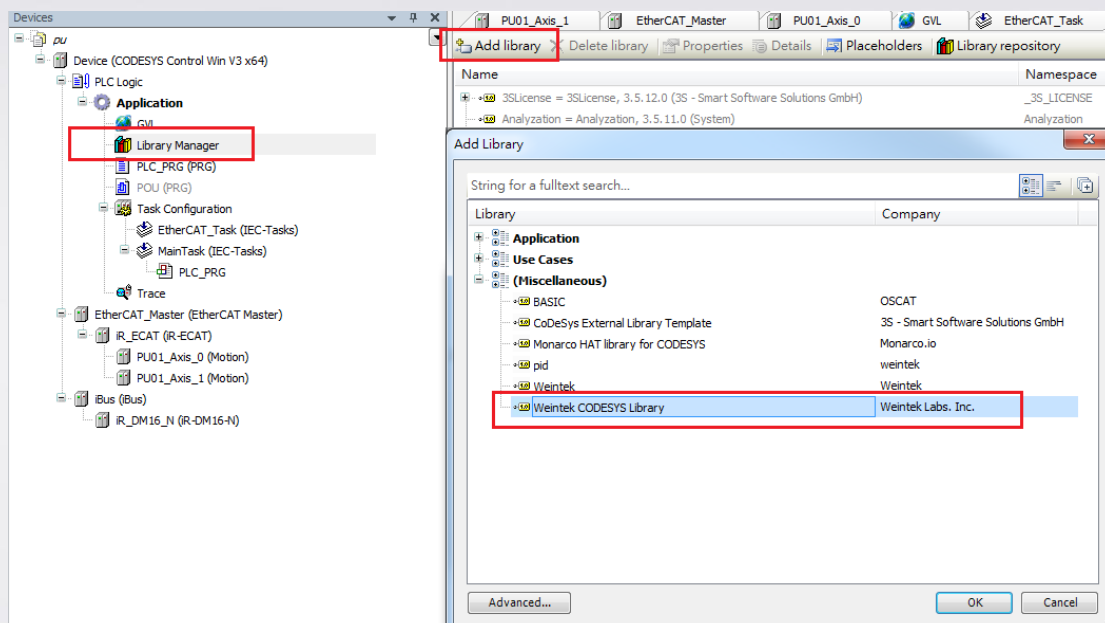 Devices
pu
Device (CODESYS Control Win V3 x64)
PLC Logic
Application
GVL
Library Manager
PLC_PRG (PRG)
POU (PRG)
Task Configuration
EtherCAT_Task (IEC-Tasks)
MainTask (IEC-Tasks)
PLC_PRG
Trace
EtherCAT_Master (EtherCAT Master)
iR_ECAT (iR-ECAT)
PU01_Axis_0 (Motion)
PU01_Axis_1 (Motion)
iBus (iBus)
iR_DM16_N (iR-DM16-N)
PU01_Axis_1 EtherCAT_Master PU01_Axis_0 GVL EtherCAT_Task
Add library Delete library Properties Details Placeholders Library repository
Name Namespace
3SLicense = 3SLicense, 3.5.12.0 (3S - Smart Software Solutions GmbH) _3S_LICENSE
Analyzation = Analyzation, 3.5.11.0 (System) Analyzation
Add Library
String for a fulltext search...
Library Company
Application
Use Cases
(Miscellaneous)
BASIC OSCAT
CoDeSys External Library Template 3S - Smart Software Solutions GmbH
Monarco HAT library for CODESYS Monarco.io
pid weintek
Weintek Weintek
Weintek CODESYS Library Weintek Labs. Inc.
Advanced... OK Cancel